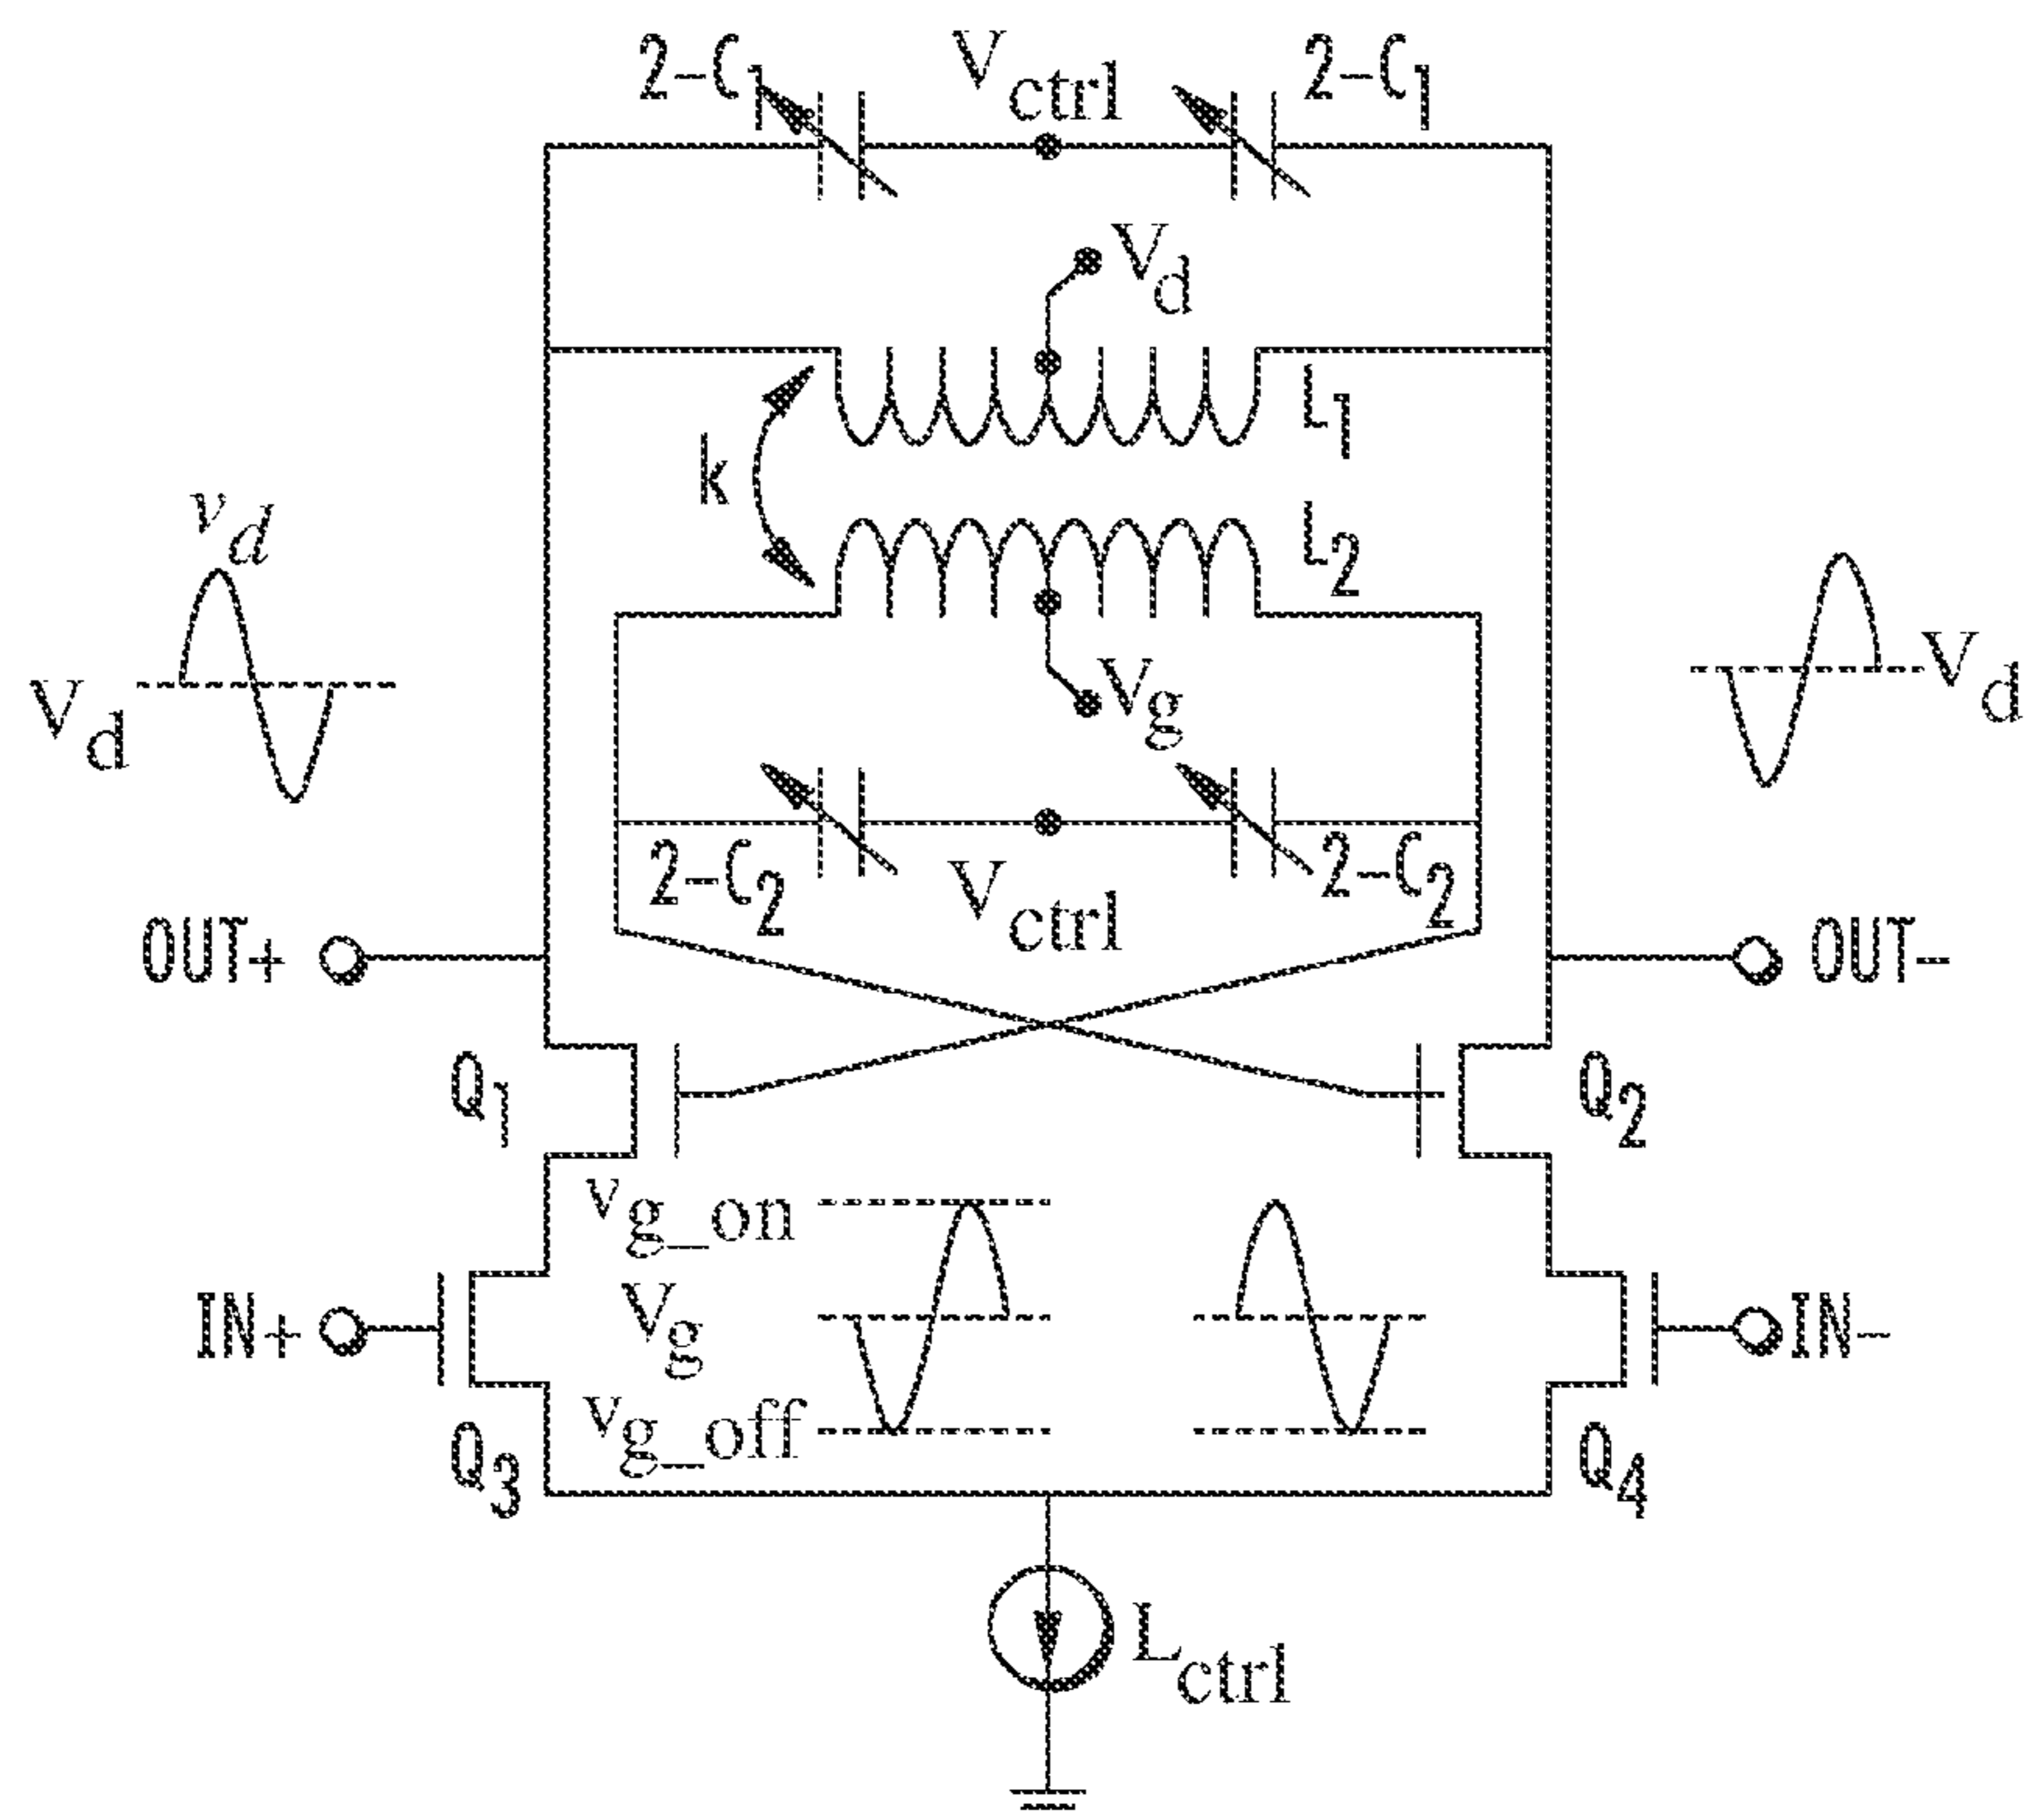 2-C1 Vctrl 2-C1
Vd
L1
k
L2
vd
Vd
Vd
Vg
2-C2 Vctrl 2-C2
OUT+
OUT-
Q1
Q2
vg_on
IN+
Vg
IN-
vg_off
Q3
Q4
Lctrl